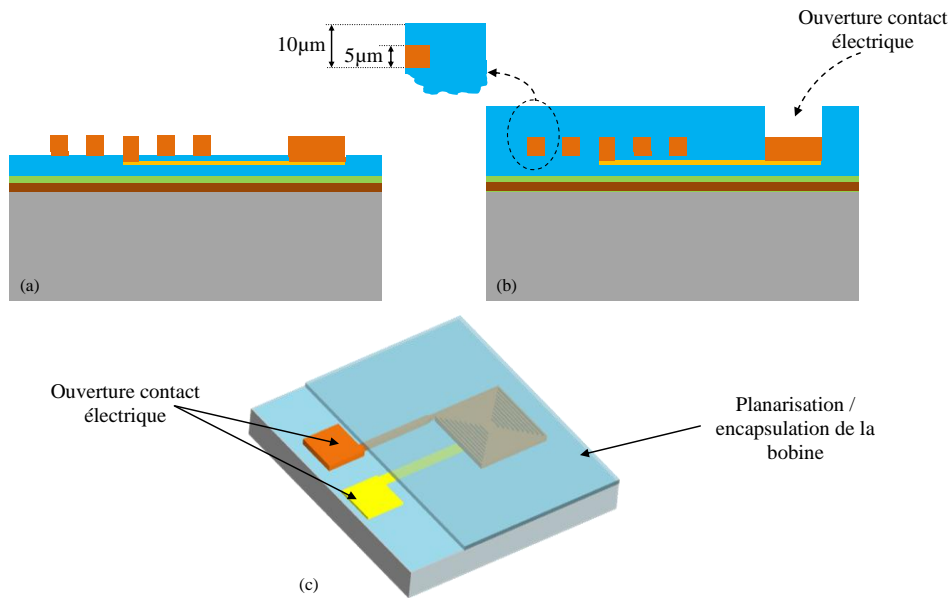 Ouverture contact
électrique
10µm
5µm
(a)
(b)
Ouverture contact
électrique
Planarisation /
encapsulation de la
bobine
(c)